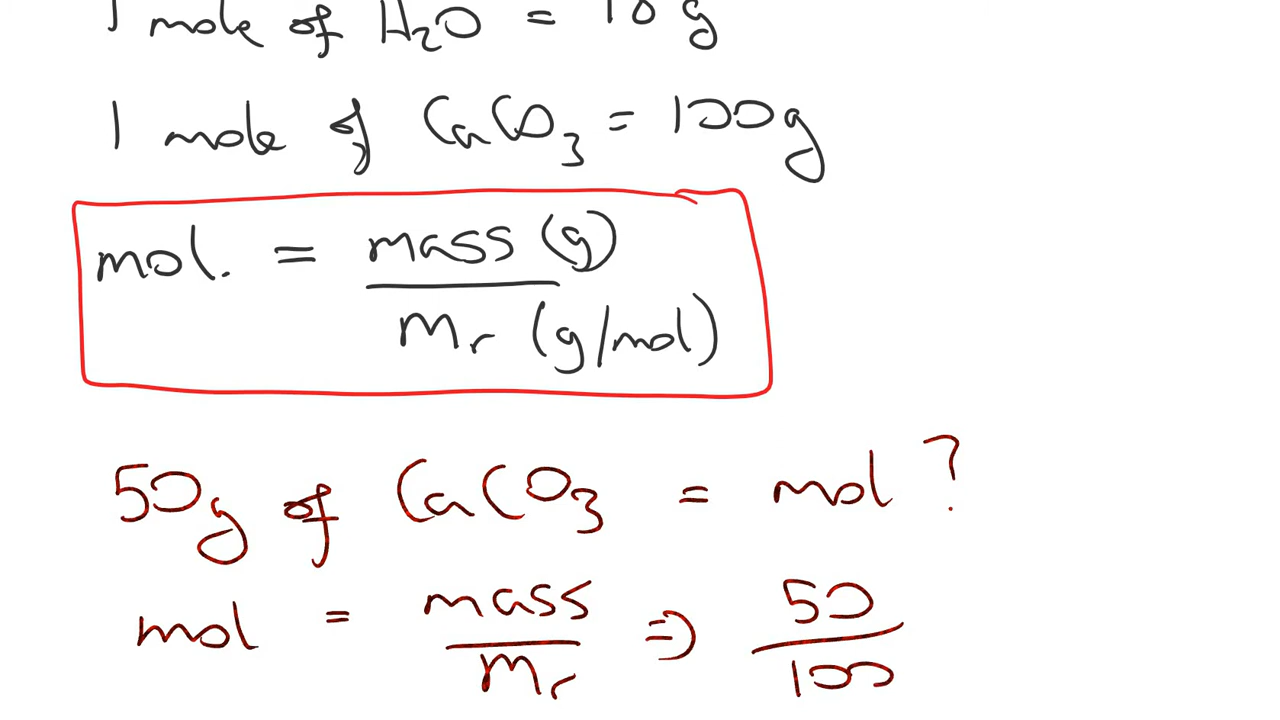 1 mole of H₂O = 18 g
1 mole of CaCO₃ = 100g
mol. = mass (g)
Mr (g/mol)
50g of CaCO₃ = mol?
mol = mass ⇒ 50
Mr 100